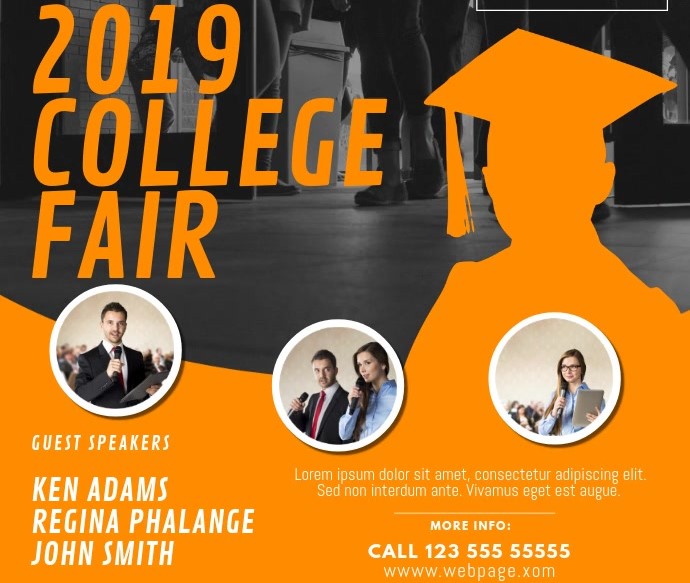 2019
COLLEGE
FAIR
GUEST SPEAKERS
KEN ADAMS
REGINA PHALANGE
JOHN SMITH
Lorem ipsum dolor sit amet, consectetur adipiscing elit.
Sed non interdum ante. Vivamus eget est augue.
MORE INFO:
CALL 123 555 55555
www.webpage.xom